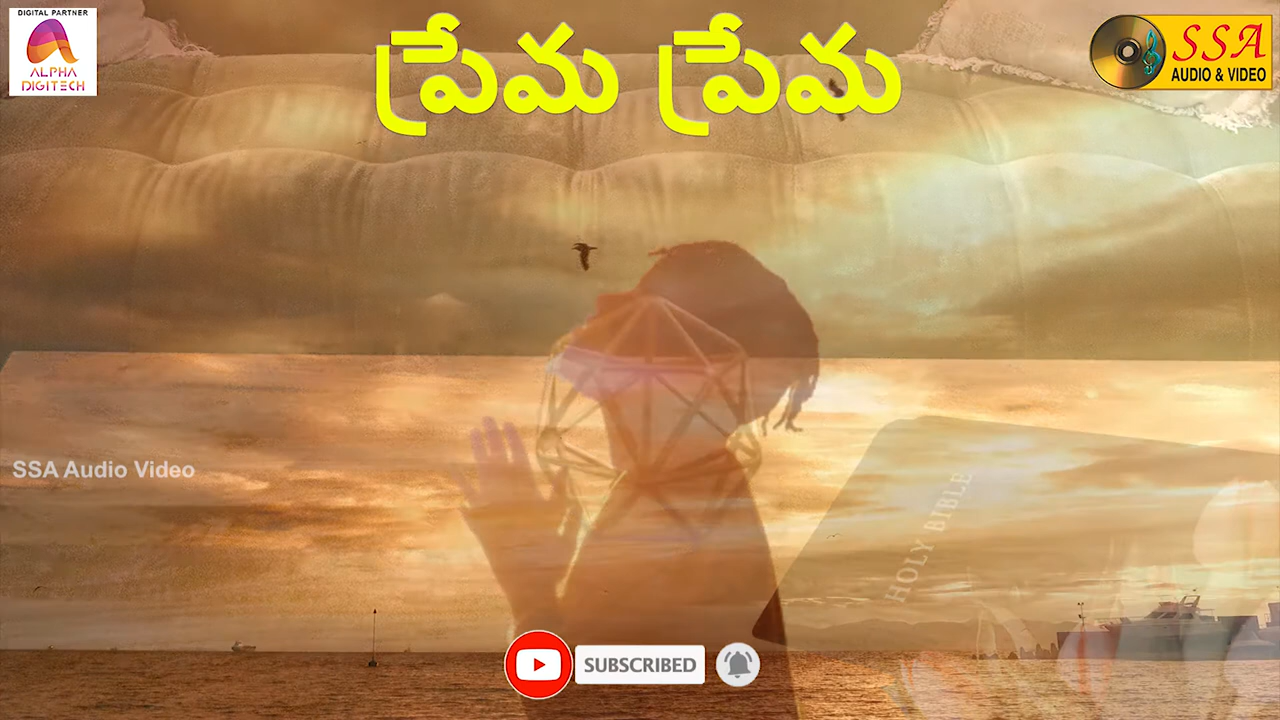 DIGITAL PARTNER
ALPHA
DIGITECH
ప్రేమ ప్రేమ
SSA
AUDIO & VIDEO
SSA Audio Video
HOLY BIBLE
SUBSCRIBED